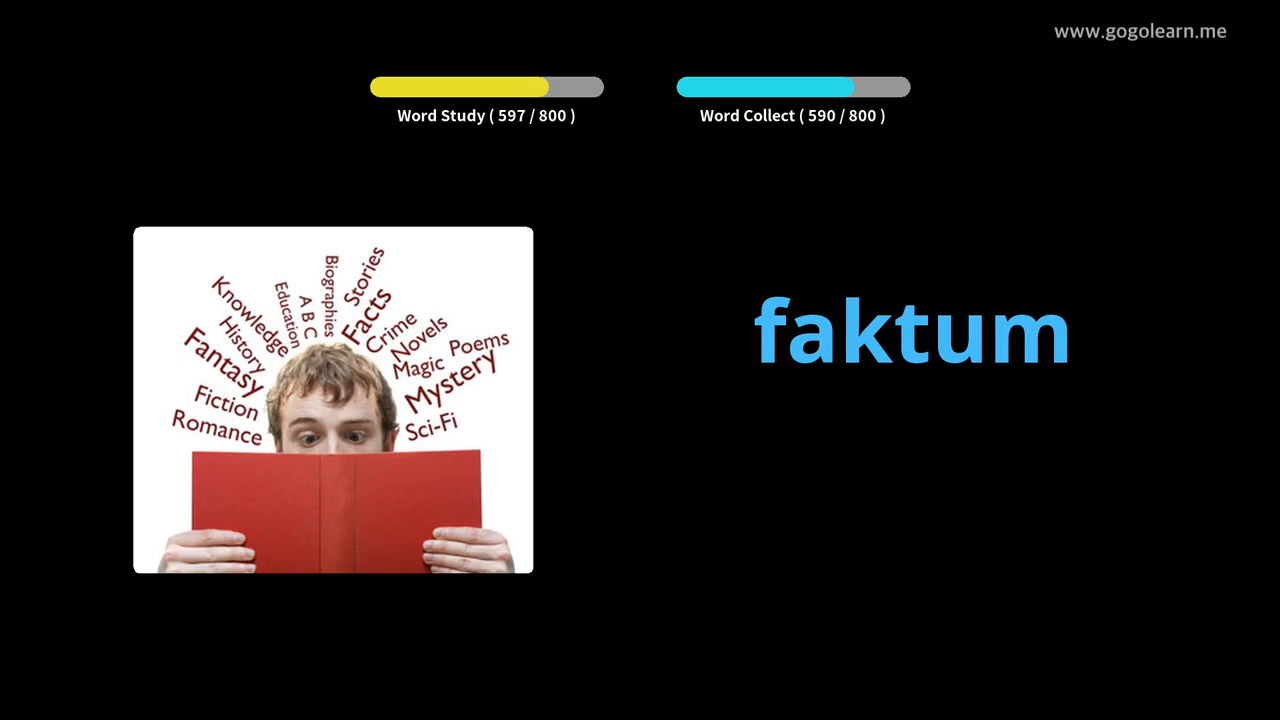 www.gogolearn.me
Word Study ( 597 / 800 )
Word Collect ( 590 / 800 )
Knowledge
History
Fantasy
Fiction
Romance
Education
A B C
Biographies
Stories
Facts
Crime
Novels
Magic
Poems
Mystery
Sci-Fi
faktum